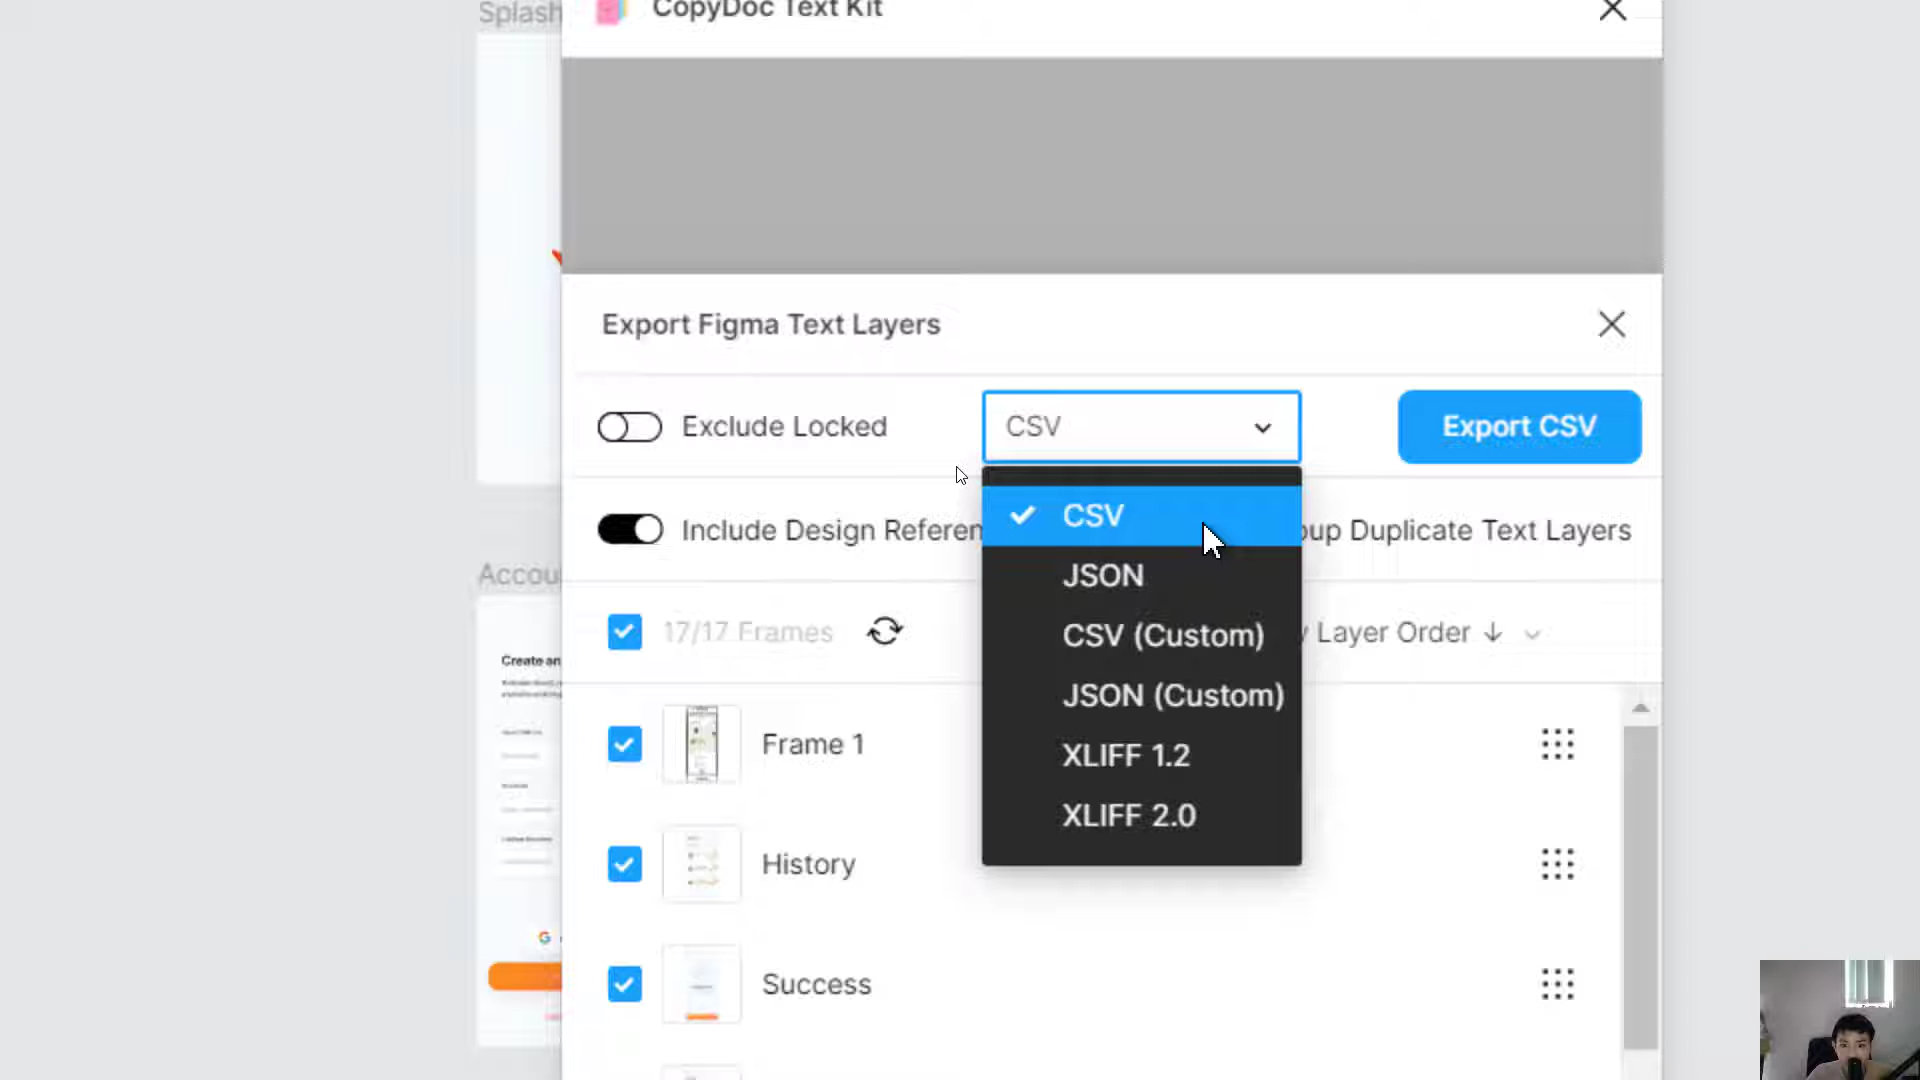 Splash
CopyDoc Text Kit
Export Figma Text Layers
Exclude Locked
CSV
Export CSV
Include Design Referen
CSV
oup Duplicate Text Layers
JSON
Accou
17/17 Frames
CSV (Custom)
Layer Order
Create an
JSON (Custom)
Frame 1
XLIFF 1.2
XLIFF 2.0
History
G
Success